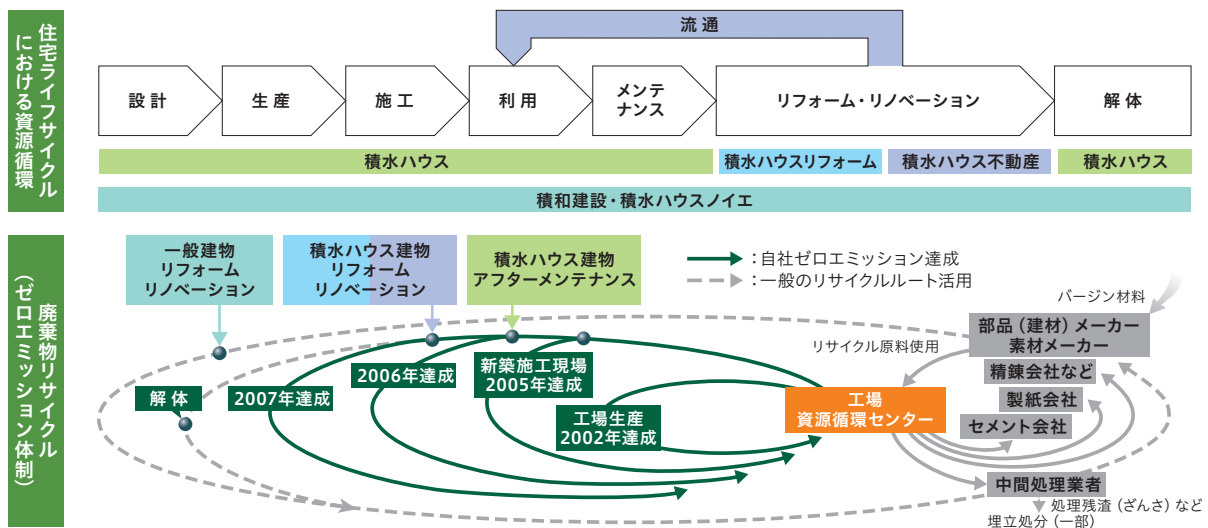 住宅ライフサイクル
における資源循環
流通
設計
生産
施工
利用
メンテ
ナンス
リフォーム・リノベーション
解体
積水ハウス
積水ハウスリフォーム
積水ハウス不動産
積水ハウス
積和建設・積水ハウスノイエ
廃棄物リサイクル
（ゼロエミッション体制）
一般建物
リフォーム
リノベーション
積水ハウス建物
リフォーム
リノベーション
積水ハウス建物
アフターメンテナンス
：自社ゼロエミッション達成
：一般のリサイクルルート活用
バージン材料
部品（建材）メーカー
素材メーカー
リサイクル原料使用
精錬会社など
製紙会社
セメント会社
解体
2007年達成
2006年達成
新築施工現場
2005年達成
工場生産
2002年達成
工場
資源循環センター
中間処理業者
処理残渣（ざんさ）など
埋立処分（一部）